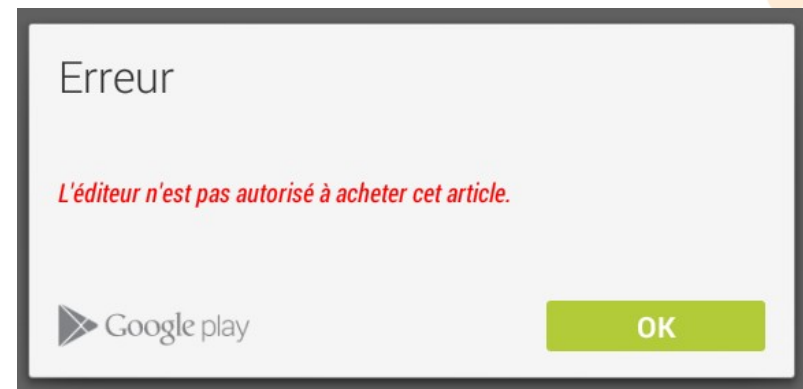 Erreur
L'éditeur n'est pas autorisé à acheter cet article.
Google play
OK